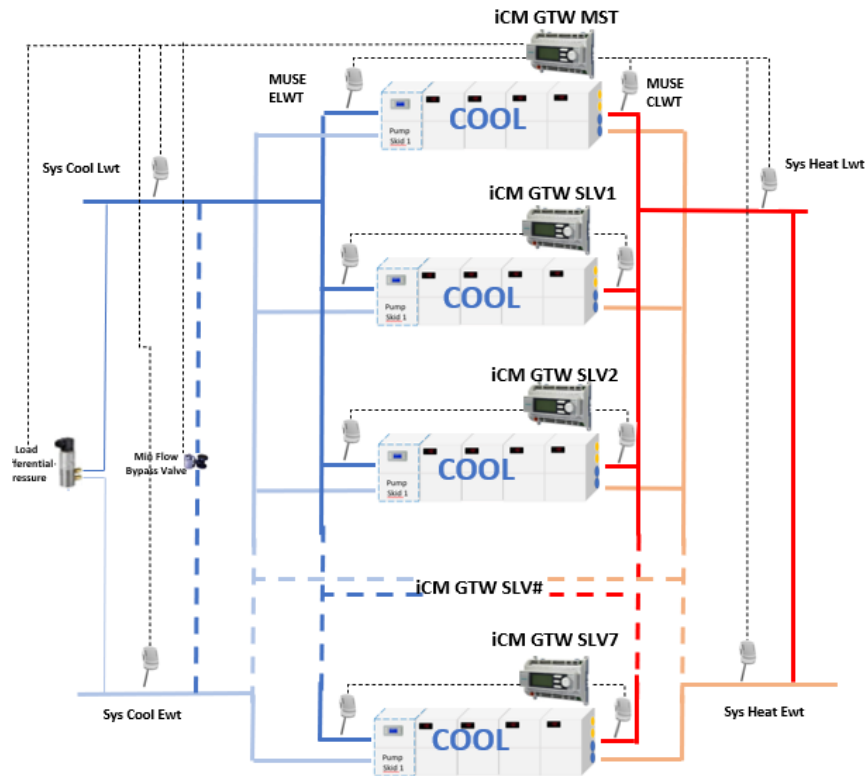 iCM GTW MST
MUSE
ELWT
MUSE
CLWT
COOL
Pump
Skid 1
Sys Cool Lwt
Sys Heat Lwt
iCM GTW SLV1
COOL
Pump
Skid 1
iCM GTW SLV2
COOL
Pump
Skid 1
Load
ferential
ressure
Min Flow
Bypass Valve
iCM GTW SLV#
iCM GTW SLV7
Sys Cool Ewt
Sys Heat Ewt
COOL
Pump
Skid 1